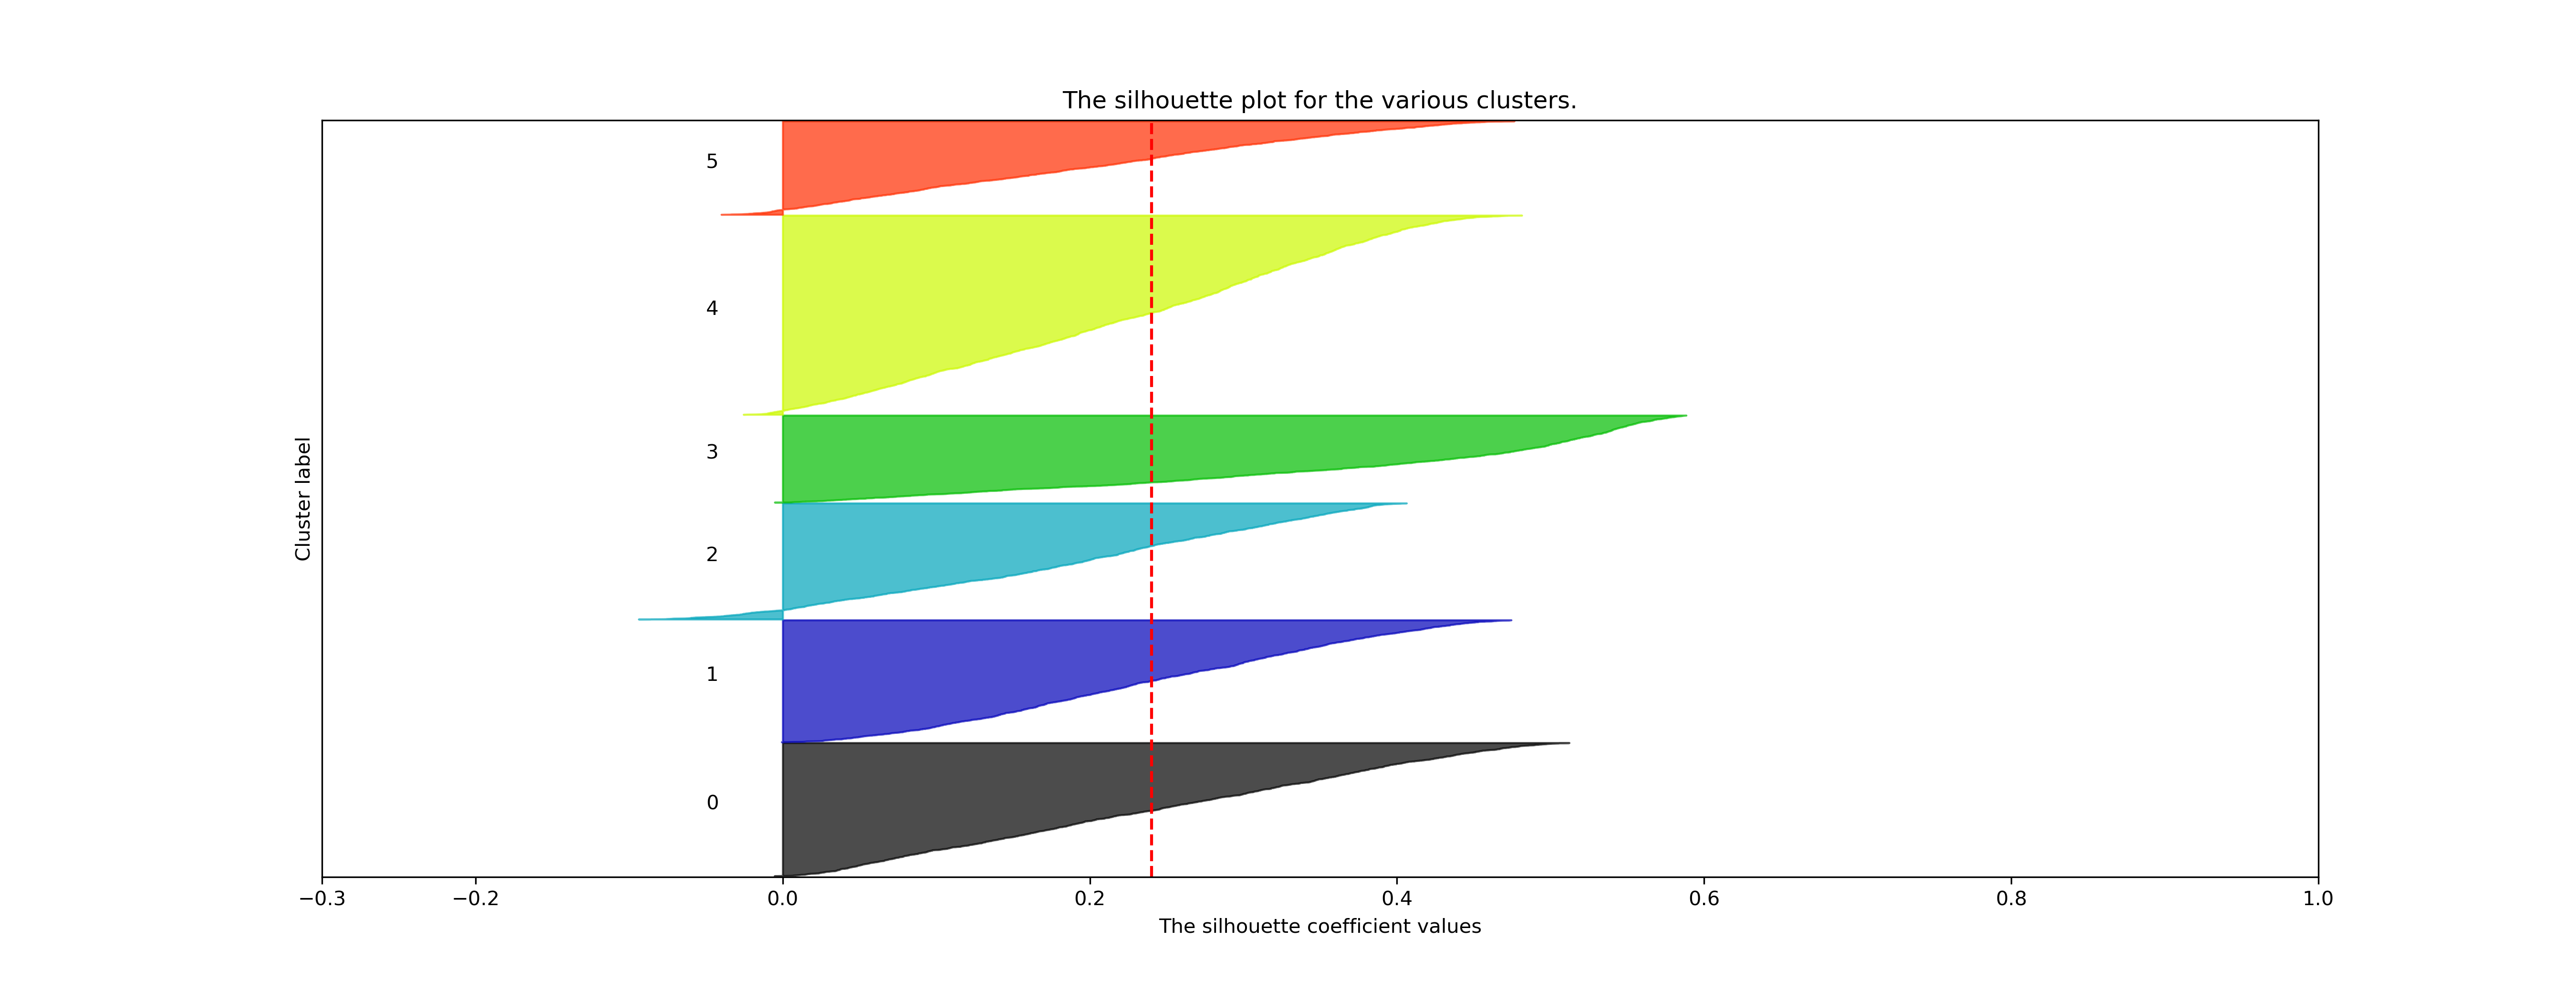 The silhouette plot for the various clusters.
5
4
3
2
1
0
Cluster label
−0.3 −0.2 0.0 0.2 0.4 0.6 0.8 1.0
The silhouette coefficient values